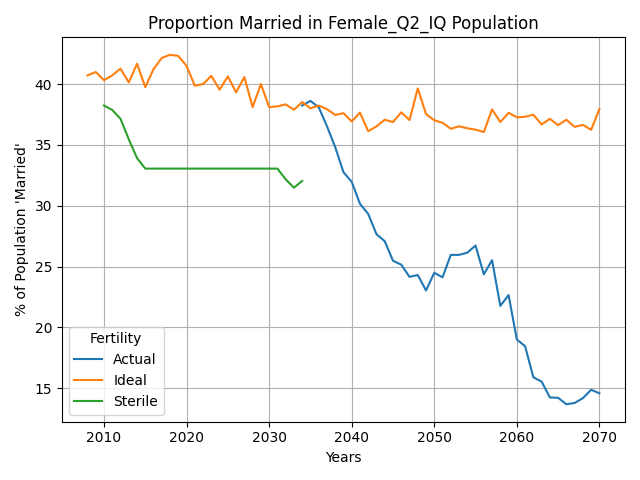 Proportion Married in Female_Q2_IQ Population
% of Population 'Married'
40
35
30
25
20
15
Fertility
Actual
Ideal
Sterile
2010 2020 2030 2040 2050 2060 2070
Years